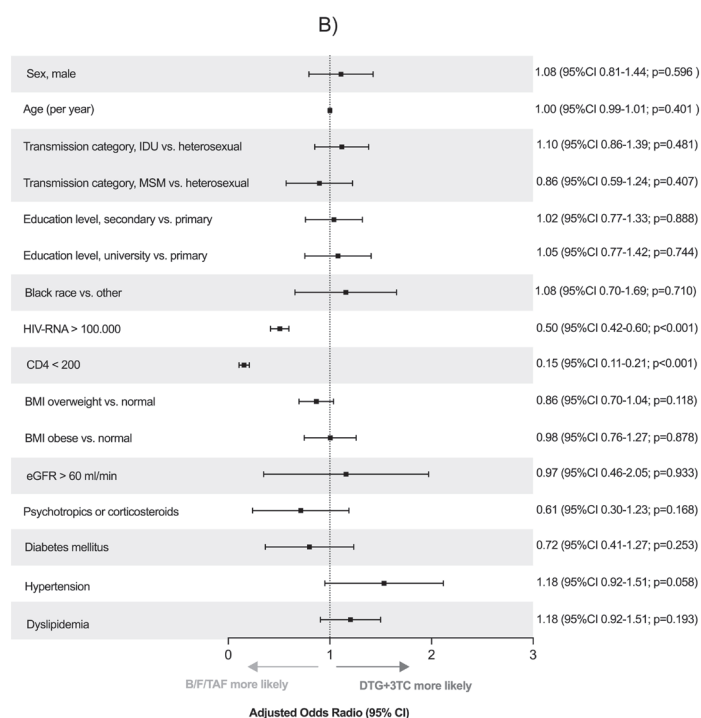 B)
Sex, male 1.08 (95%CI 0.81-1.44; p=0.596 )
Age (per year) 1.00 (95%CI 0.99-1.01; p=0.401 )
Transmission category, IDU vs. heterosexual 1.10 (95%CI 0.86-1.39; p=0.481)
Transmission category, MSM vs. heterosexual 0.86 (95%CI 0.59-1.24; p=0.407)
Education level, secondary vs. primary 1.02 (95%CI 0.77-1.33; p=0.888)
Education level, university vs. primary 1.05 (95%CI 0.77-1.42; p=0.744)
Black race vs. other 1.08 (95%CI 0.70-1.69; p=0.710)
HIV-RNA > 100.000 0.50 (95%CI 0.42-0.60; p<0.001)
CD4 < 200 0.15 (95%CI 0.11-0.21; p<0.001)
BMI overweight vs. normal 0.86 (95%CI 0.70-1.04; p=0.118)
BMI obese vs. normal 0.98 (95%CI 0.76-1.27; p=0.878)
eGFR > 60 ml/min 0.97 (95%CI 0.46-2.05; p=0.933)
Psychotropics or corticosteroids 0.61 (95%CI 0.30-1.23; p=0.168)
Diabetes mellitus 0.72 (95%CI 0.41-1.27; p=0.253)
Hypertension 1.18 (95%CI 0.92-1.51; p=0.058)
Dyslipidemia 1.18 (95%CI 0.92-1.51; p=0.193)
0 1 2 3
B/F/TAF more likely DTG+3TC more likely
Adjusted Odds Radio (95% CI)